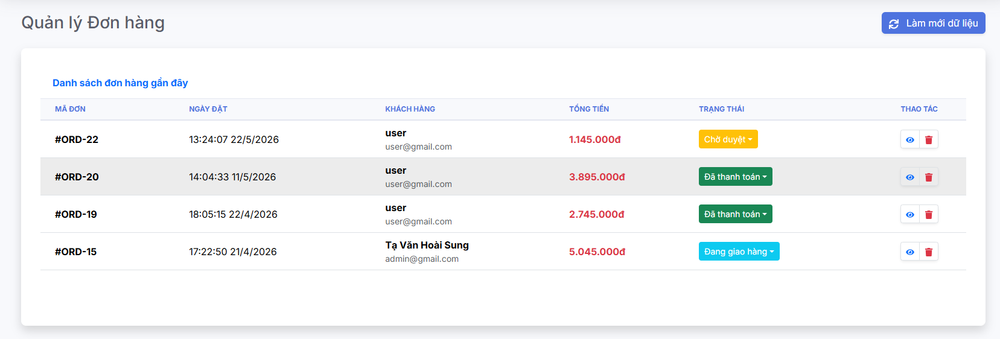 Quản lý Đơn hàng
Làm mới dữ liệu
Danh sách đơn hàng gần đây
MÃ ĐƠN NGÀY ĐẶT KHÁCH HÀNG TỔNG TIỀN TRẠNG THÁI THAO TÁC
#ORD-22 13:24:07 22/5/2026 user 1.145.000đ Chờ duyệt
user@gmail.com
#ORD-20 14:04:33 11/5/2026 user 3.895.000đ Đã thanh toán
user@gmail.com
#ORD-19 18:05:15 22/4/2026 user 2.745.000đ Đã thanh toán
user@gmail.com
#ORD-15 17:22:50 21/4/2026 Tạ Văn Hoài Sung 5.045.000đ Đang giao hàng
admin@gmail.com